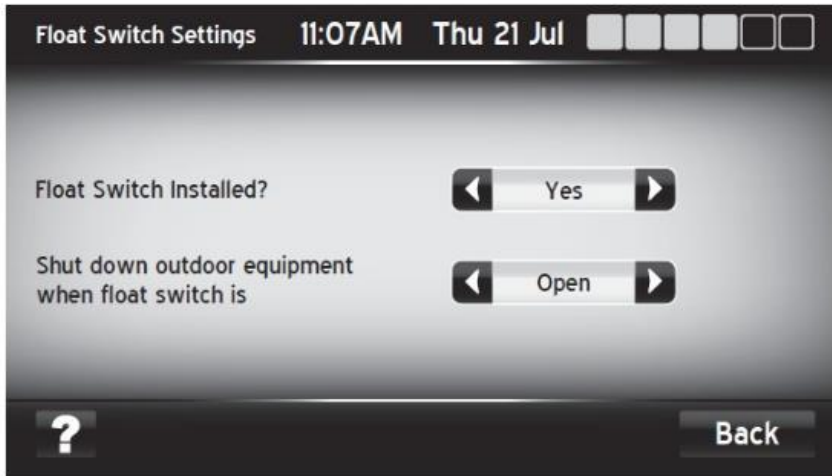 Float Switch Settings 11:07AM Thu 21 Jul
Float Switch Installed? Yes
Shut down outdoor equipment
when float switch is
Open
?
Back